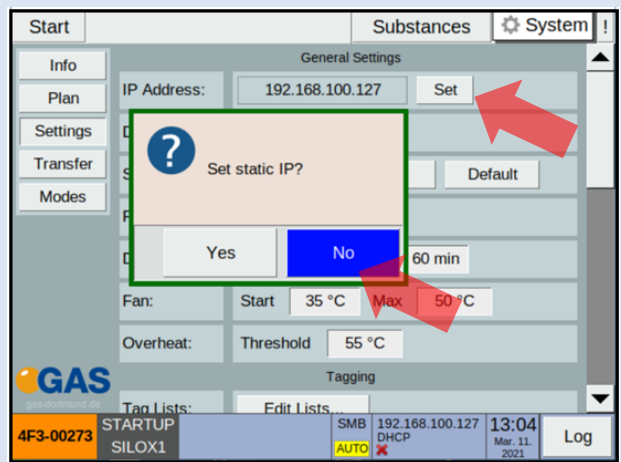 Start Substances System !
Info
Plan
Settings
Transfer
Modes
General Settings
IP Address: 192.168.100.127 Set
?
Set static IP?
Default
Yes No
60 min
Fan: Start 35 °C Max 50 °C
Overheat: Threshold 55 °C
Tagging
Tag Lists: Edit Lists...
GAS
gas-dortmund.de
4F3-00273
STARTUP
SILOX1
SMB
AUTO
192.168.100.127
DHCP
13:04
Mar. 11.
2021
Log